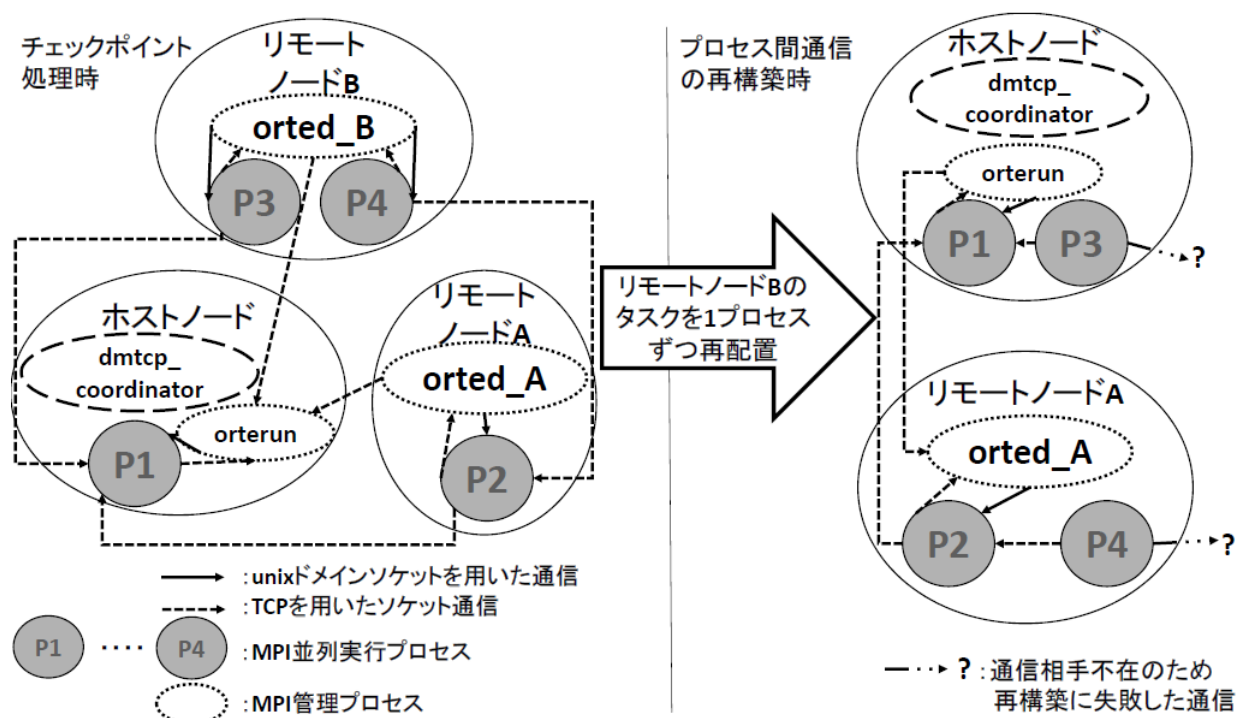 チェックポイント
処理時
リモート
ノードB
orted_B
P3
P4
ホストノード
dmtcp_
coordinator
orterun
P1
リモート
ノードA
orted_A
P2
リモートノードBの
タスクを1プロセス
ずつ再配置
プロセス間通信
の再構築時
ホストノード
dmtcp_
coordinator
orterun
P1
P3
?
リモートノードA
orted_A
P2
P4
?
:unixドメインソケットを用いた通信
:TCPを用いたソケット通信
P1 ‥‥ P4 :MPI並列実行プロセス
:MPI管理プロセス
? :通信相手不在のため
再構築に失敗した通信